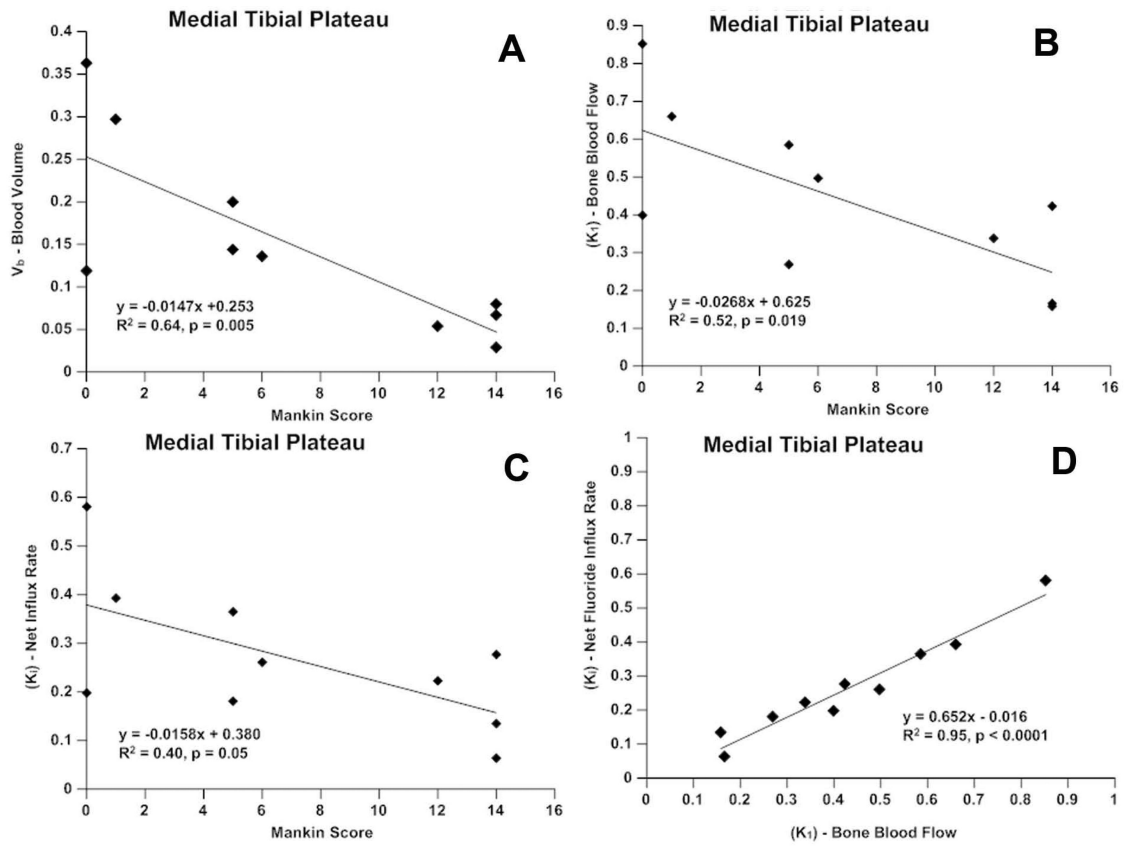 Medial Tibial Plateau
A
0.4
0.35
0.3
0.25
0.2
0.15
0.1
0.05
0
V_b - Blood Volume
y = -0.0147x +0.253
R² = 0.64, p = 0.005
0 2 4 6 8 10 12 14 16
Mankin Score
Medial Tibial Plateau
B
0.9
0.8
0.7
0.6
0.5
0.4
0.3
0.2
0.1
0
(K₁) - Bone Blood Flow
y = -0.0268x + 0.625
R² = 0.52, p = 0.019
0 2 4 6 8 10 12 14 16
Mankin Score
Medial Tibial Plateau
C
0.7
0.6
0.5
0.4
0.3
0.2
0.1
0
(Kᵢ) - Net Influx Rate
y = -0.0158x + 0.380
R² = 0.40, p = 0.05
0 2 4 6 8 10 12 14 16
Mankin Score
Medial Tibial Plateau
D
1
0.9
0.8
0.7
0.6
0.5
0.4
0.3
0.2
0.1
0
(Kᵢ) - Net Fluoride Influx Rate
y = 0.652x - 0.016
R² = 0.95, p < 0.0001
0 0.1 0.2 0.3 0.4 0.5 0.6 0.7 0.8 0.9 1
(K₁) - Bone Blood Flow